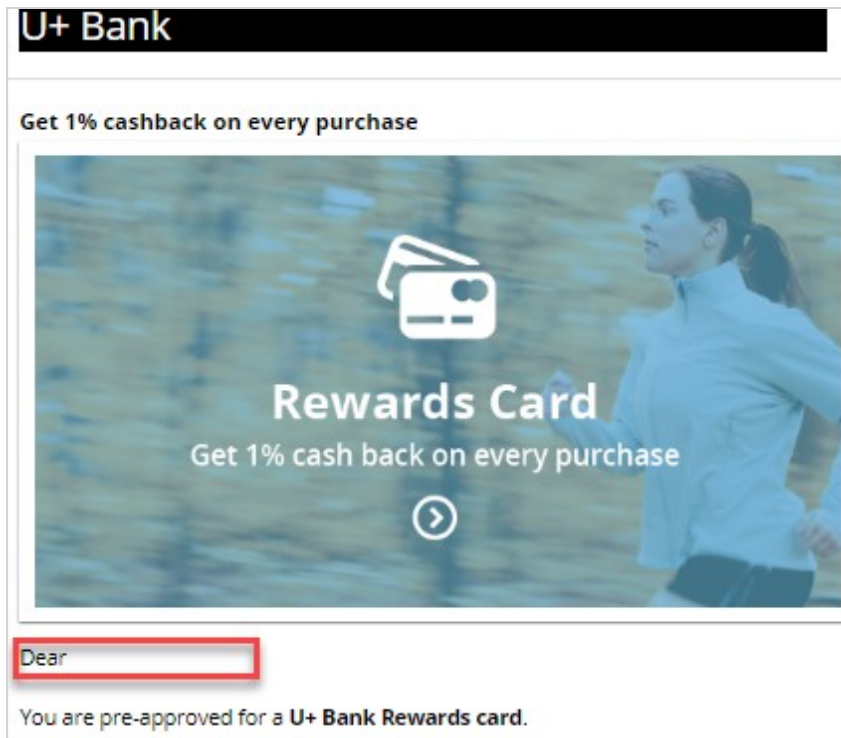 U+ Bank
Get 1% cashback on every purchase
Rewards Card
Get 1% cash back on every purchase
Dear
You are pre-approved for a U+ Bank Rewards card.